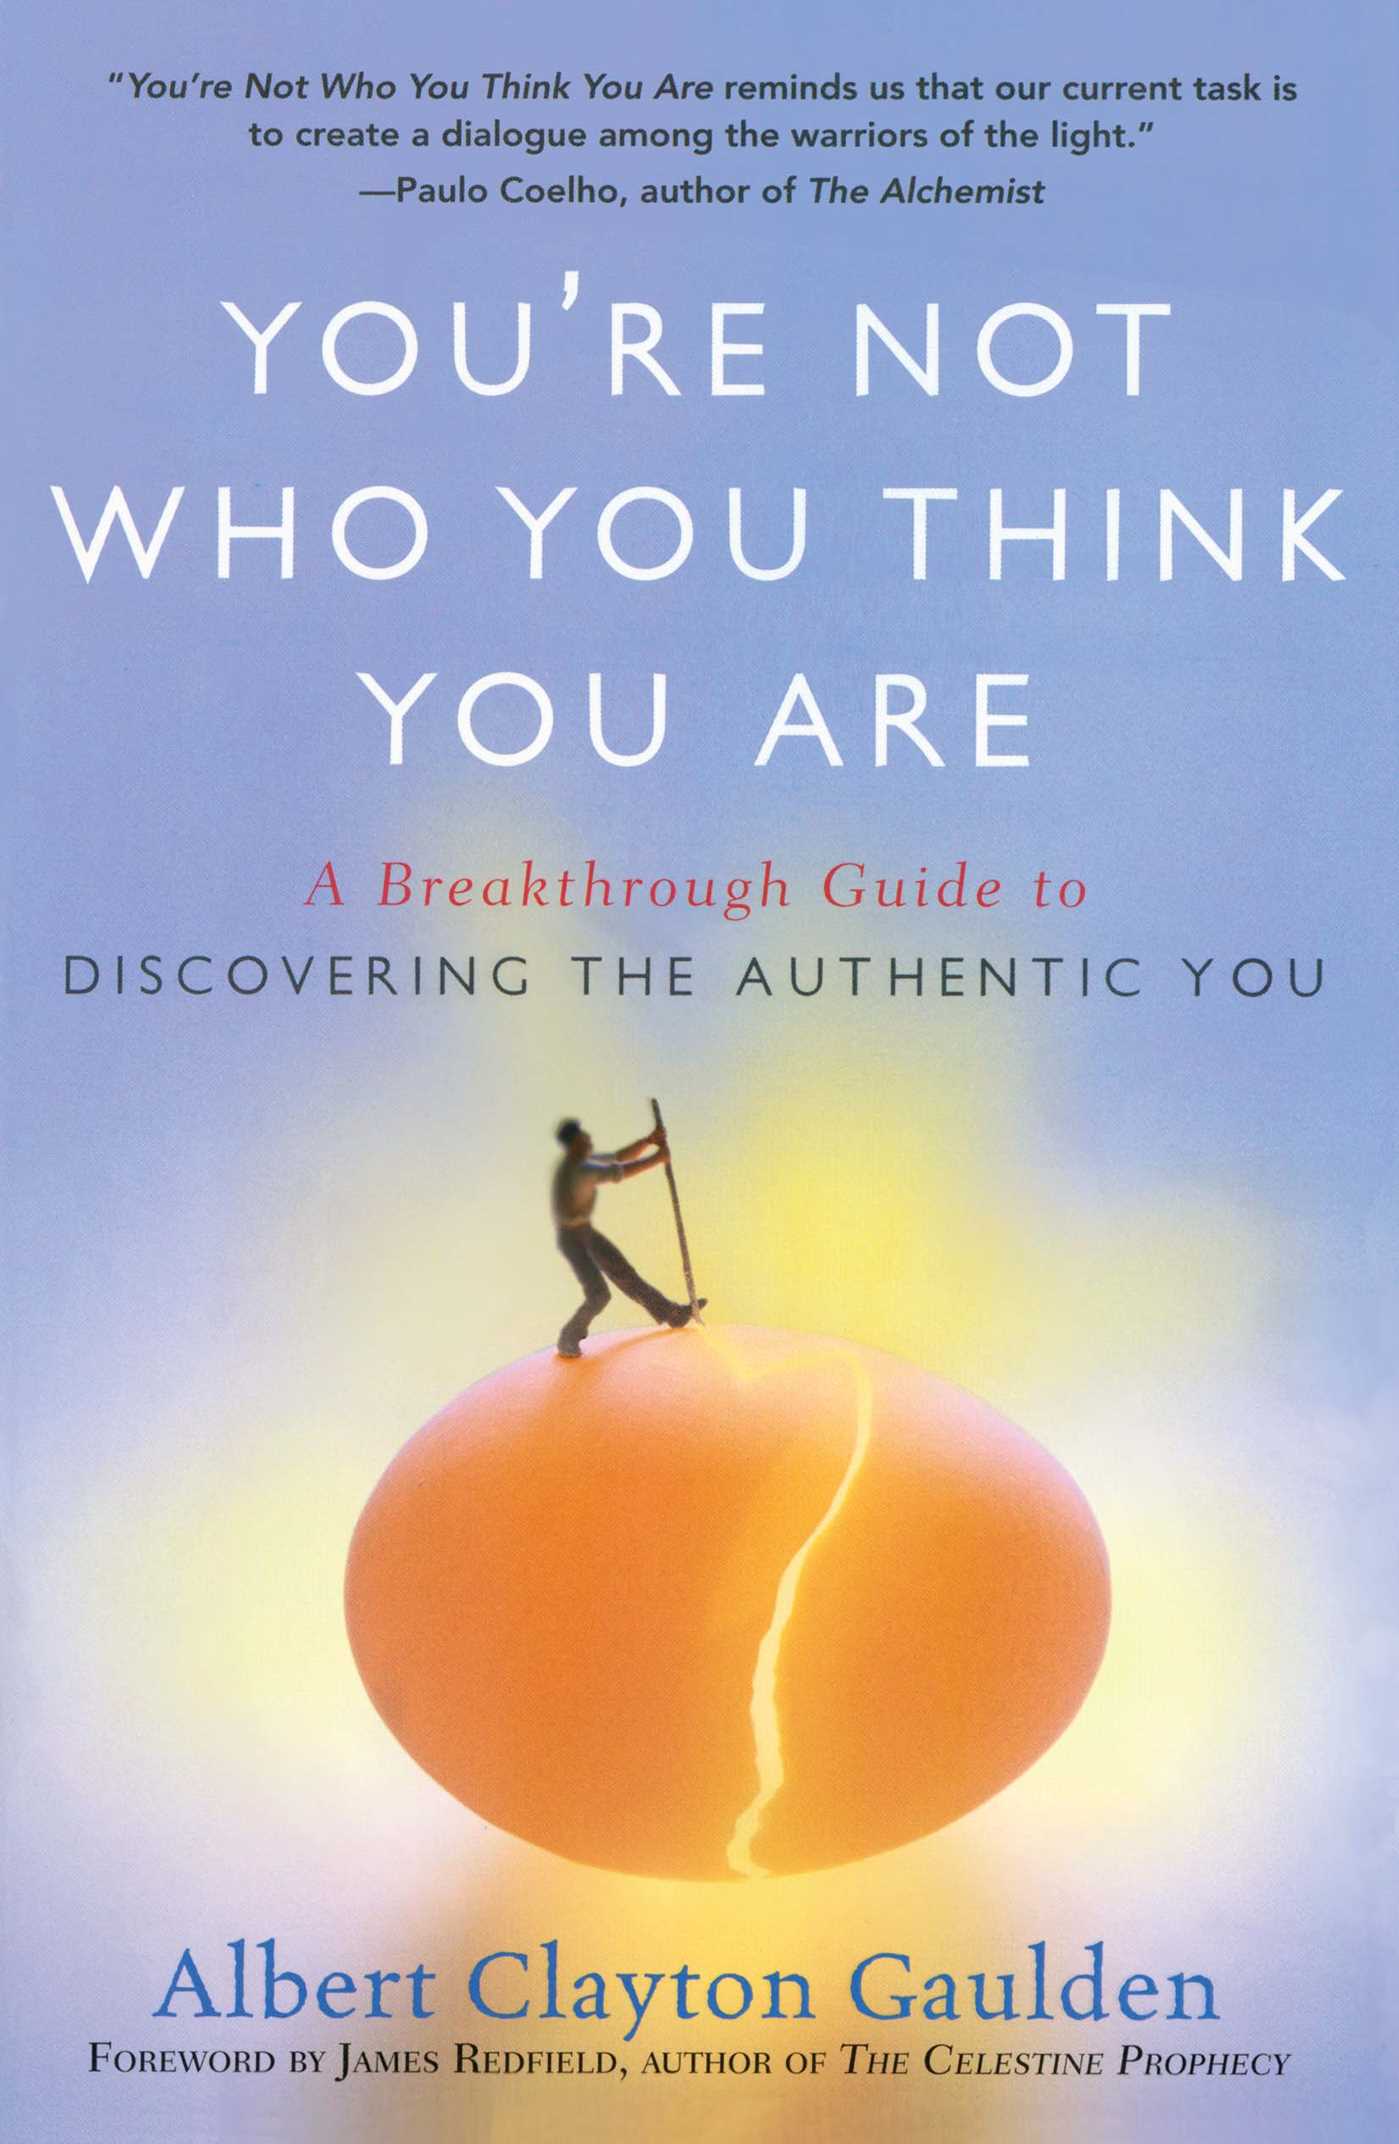 "You're Not Who You Think You Are reminds us that our current task is
to create a dialogue among the warriors of the light."
—Paulo Coelho, author of The Alchemist
YOU'RE NOT
WHO YOU THINK
YOU ARE
A Breakthrough Guide to
DISCOVERING THE AUTHENTIC YOU
Albert Clayton Gaulden
FOREWORD BY JAMES REDFIELD, AUTHOR OF THE CELESTINE PROPHECY